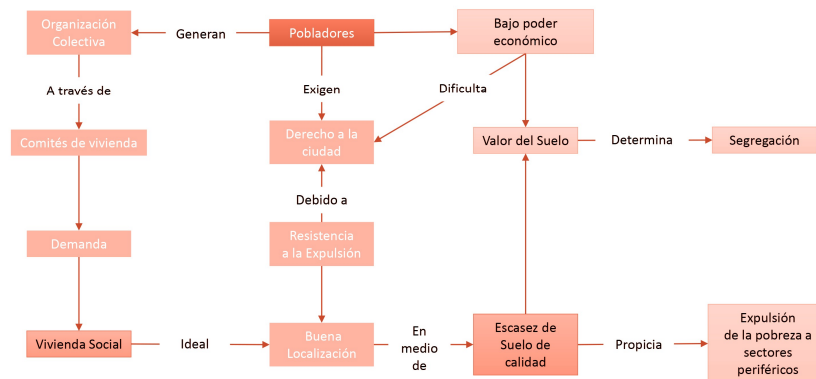 Organización
Colectiva
Generan
Pobladores
Bajo poder
económico
A través de
Exigen
Dificulta
Comités de vivienda
Derecho a la
ciudad
Valor del Suelo
Determina
Segregación
Debido a
Demanda
Resistencia
a la Expulsión
Vivienda Social
Ideal
Buena
Localización
En
medio
de
Escasez de
Suelo de
calidad
Propicia
Expulsión
de la pobreza a
sectores
periféricos